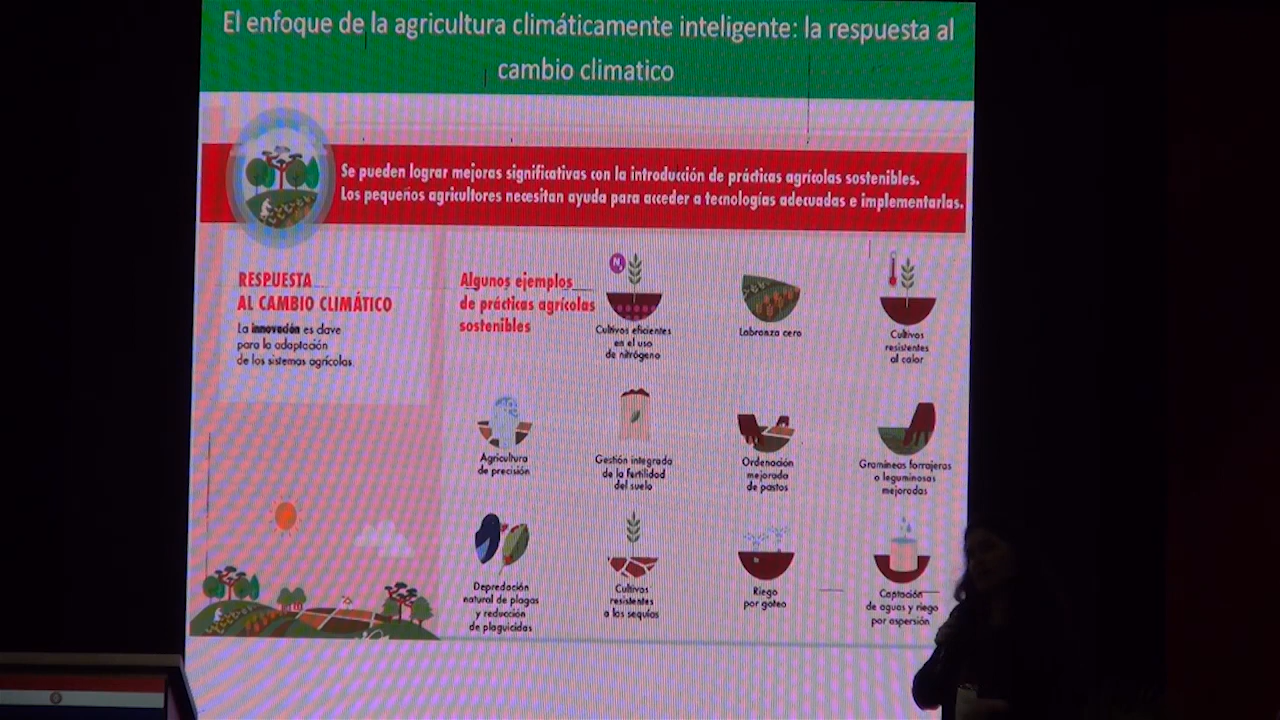 El enfoque de la agricultura climáticamente inteligente: la respuesta al
cambio climatico
Se pueden lograr mejoras significativas con la introducción de prácticas agrícolas sostenibles.
Los pequeños agricultores necesitan ayuda para acceder a tecnologías adecuadas e implementarlas.
RESPUESTA
AL CAMBIO CLIMÁTICO
La innovación es clave
para la adaptación
de los sistemas agrícolas.
Algunos ejemplos
de prácticas agrícolas
sostenibles
Cultivos eficientes
en el uso
de nitrógeno
Labranza cero
Cultivos
resistentes
al calor
Agricultura
de precisión
Gestión integrada
de la fertilidad
del suelo
Ordenación
mejorada
de pastos
Gramíneas forrajeras
o leguminosas
mejoradas
Depredación
natural de plagas
y reducción
de plaguicidas
Cultivos
resistentes
a las sequías
Riego
por goteo
Captación
de aguas y riego
por aspersión